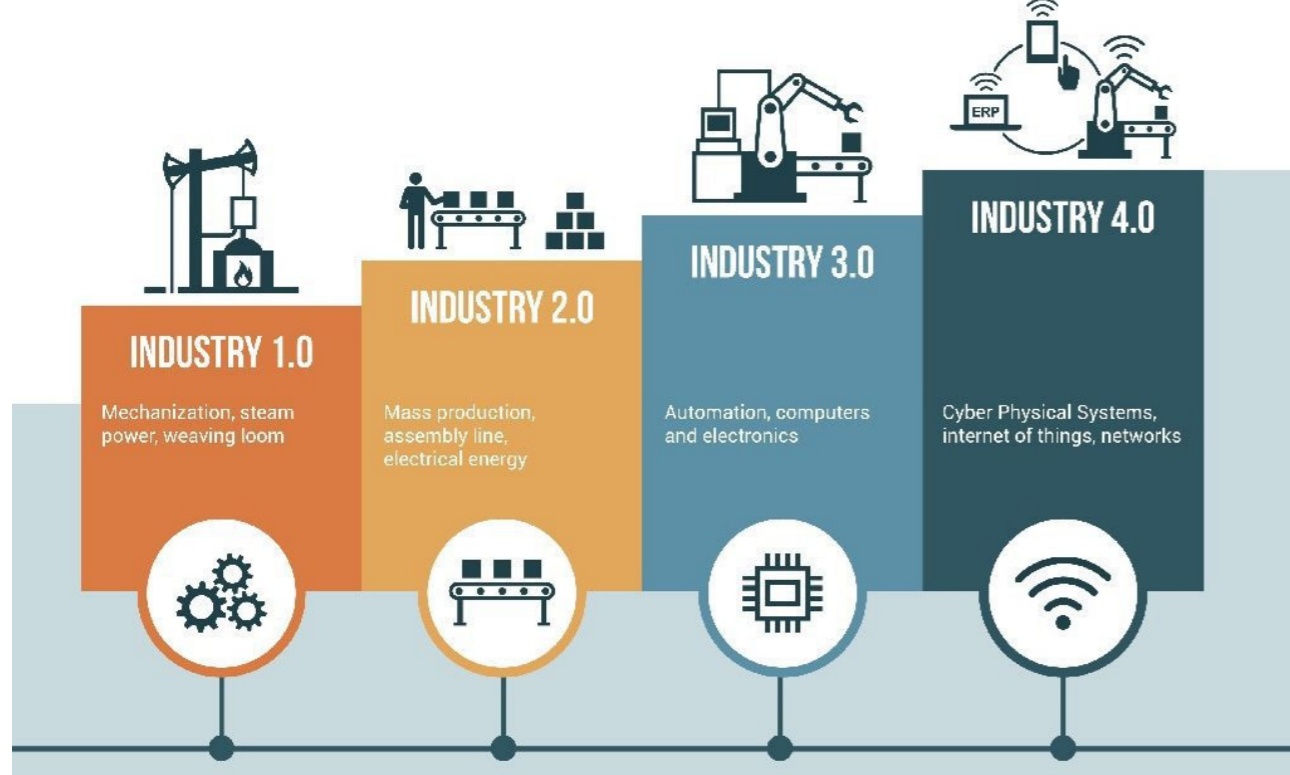 ERP
INDUSTRY 1.0
Mechanization, steam
power, weaving loom
INDUSTRY 2.0
Mass production,
assembly line,
electrical energy
INDUSTRY 3.0
Automation, computers
and electronics
INDUSTRY 4.0
Cyber Physical Systems,
internet of things, networks